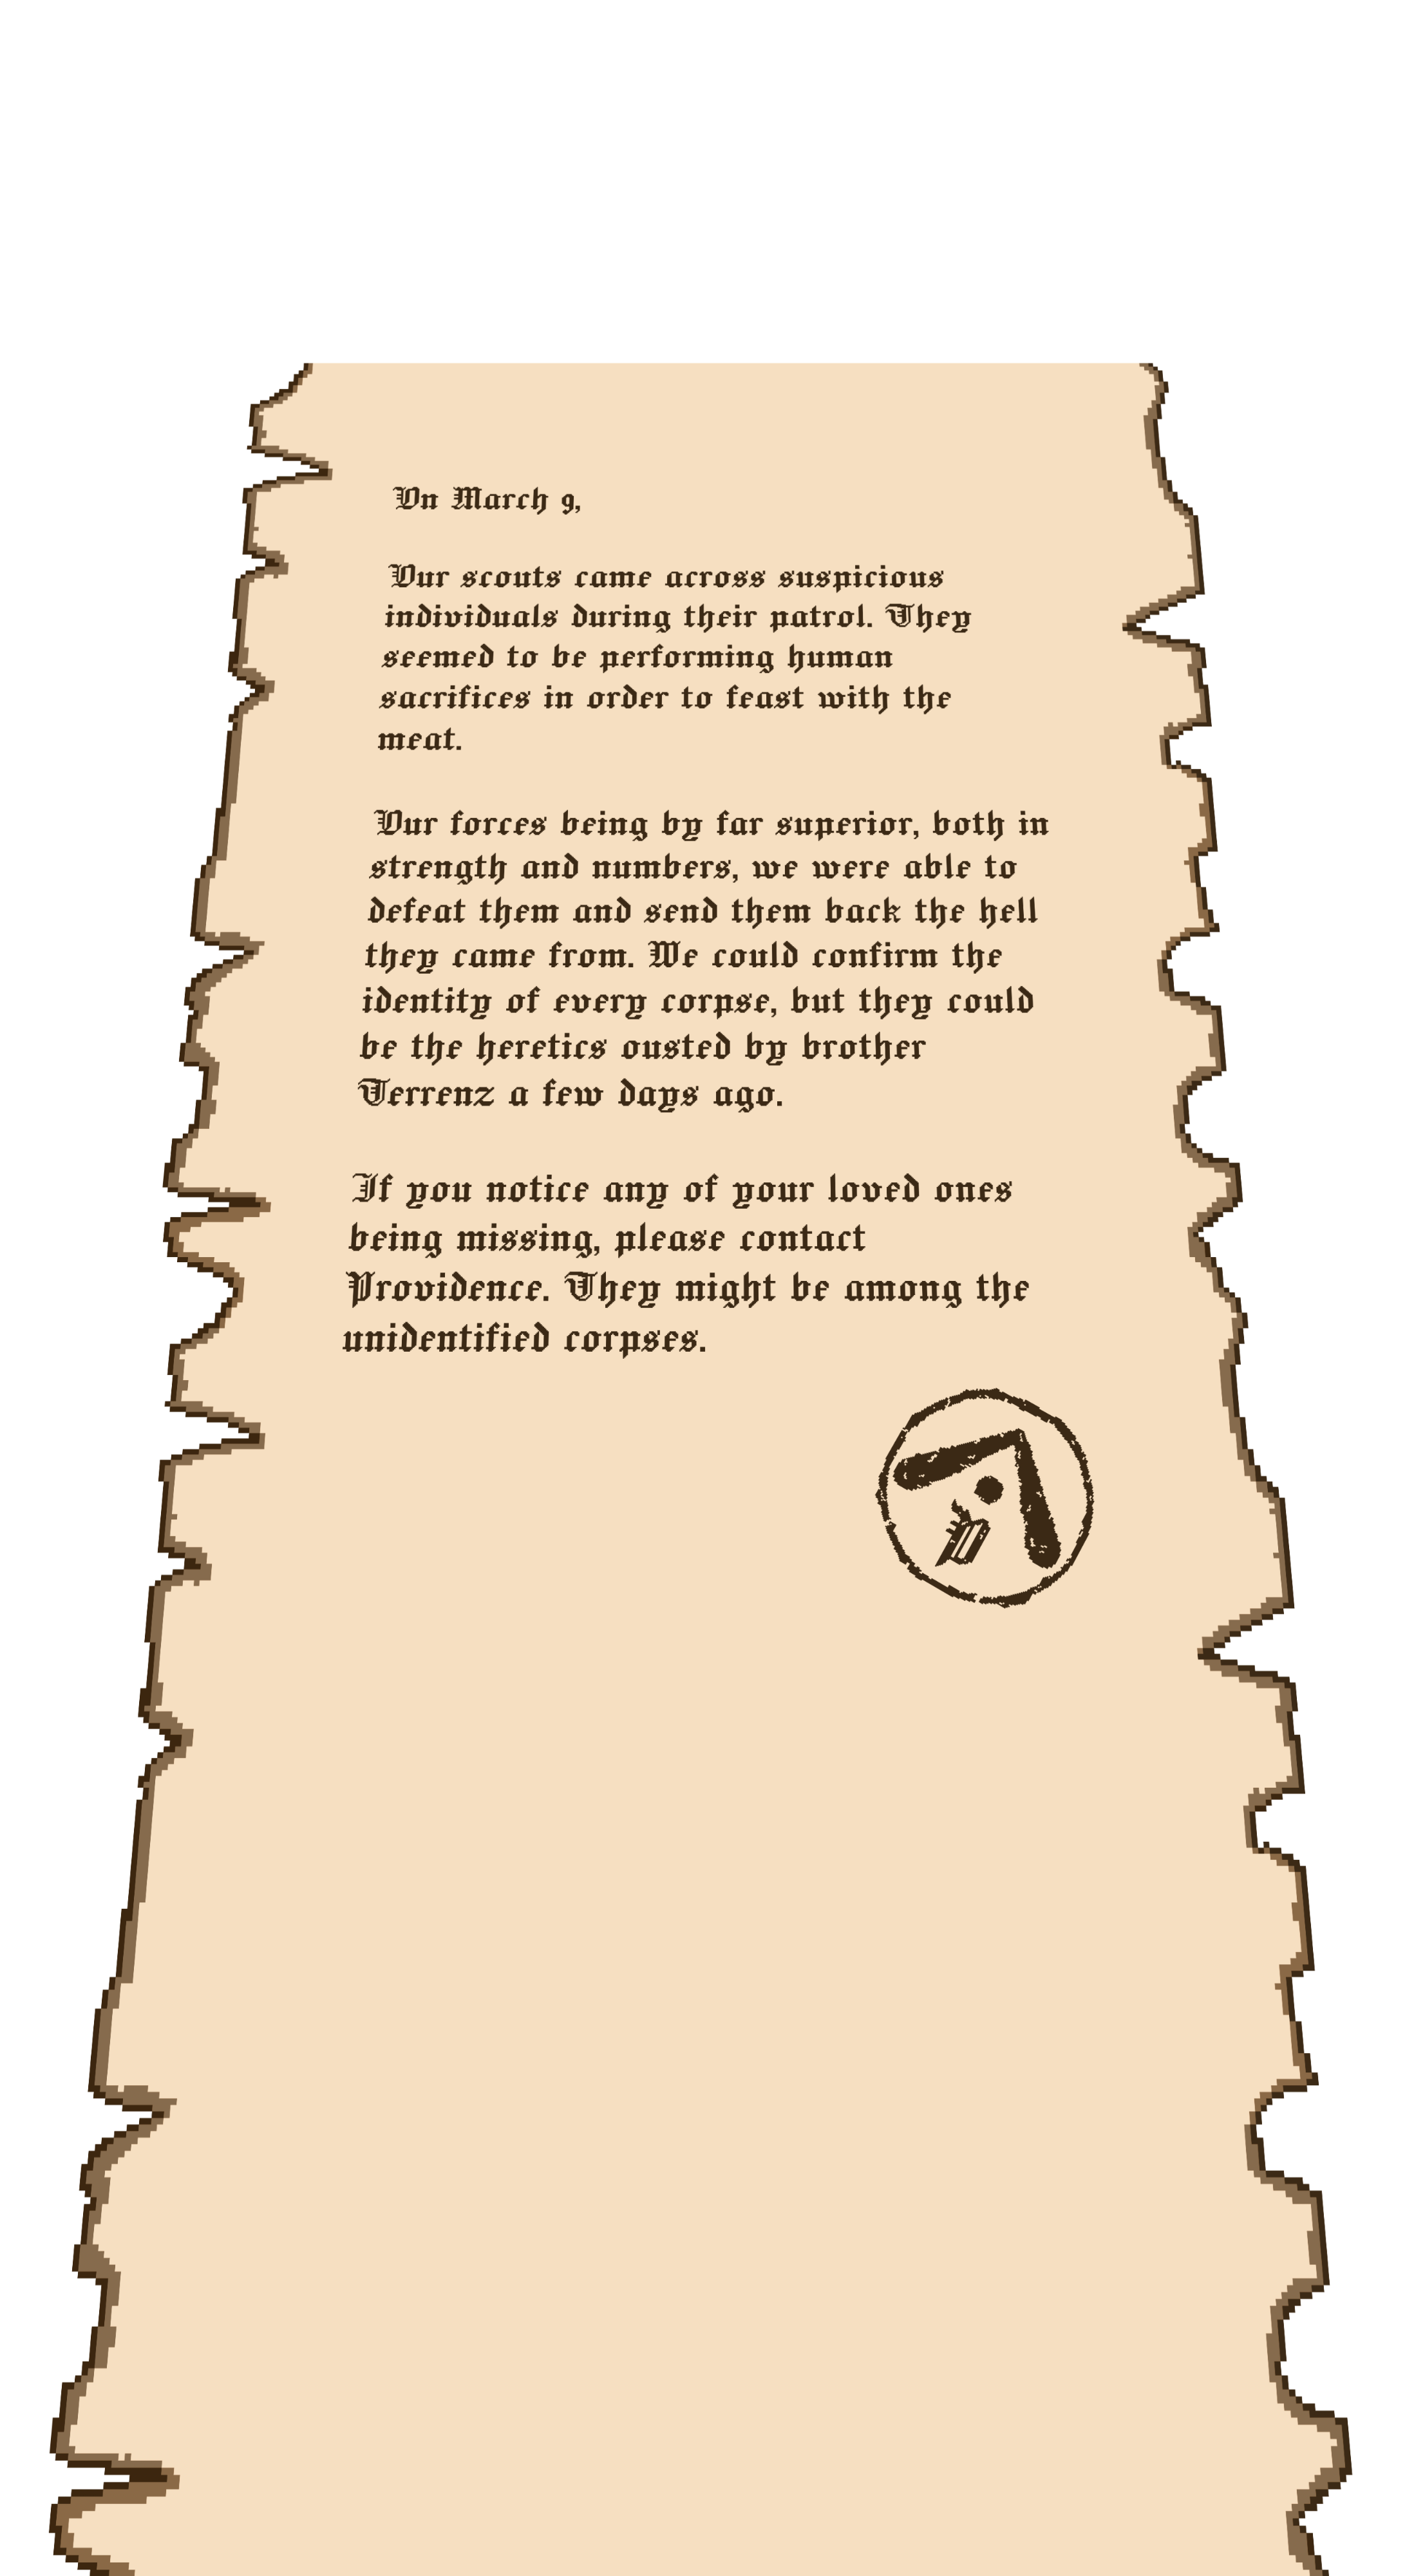 On March 9,
Our scouts came across suspicious
individuals during their patrol. They
seemed to be performing human
sacrifices in order to feast with the
meat.
Our forces being by far superior, both in
strength and numbers, we were able to
defeat them and send them back the hell
they came from. We could confirm the
identity of every corpse, but they could
be the heretics ousted by brother
Terrenz a few days ago.
If you notice any of your loved ones
being missing, please contact
Providence. They might be among the
unidentified corpses.